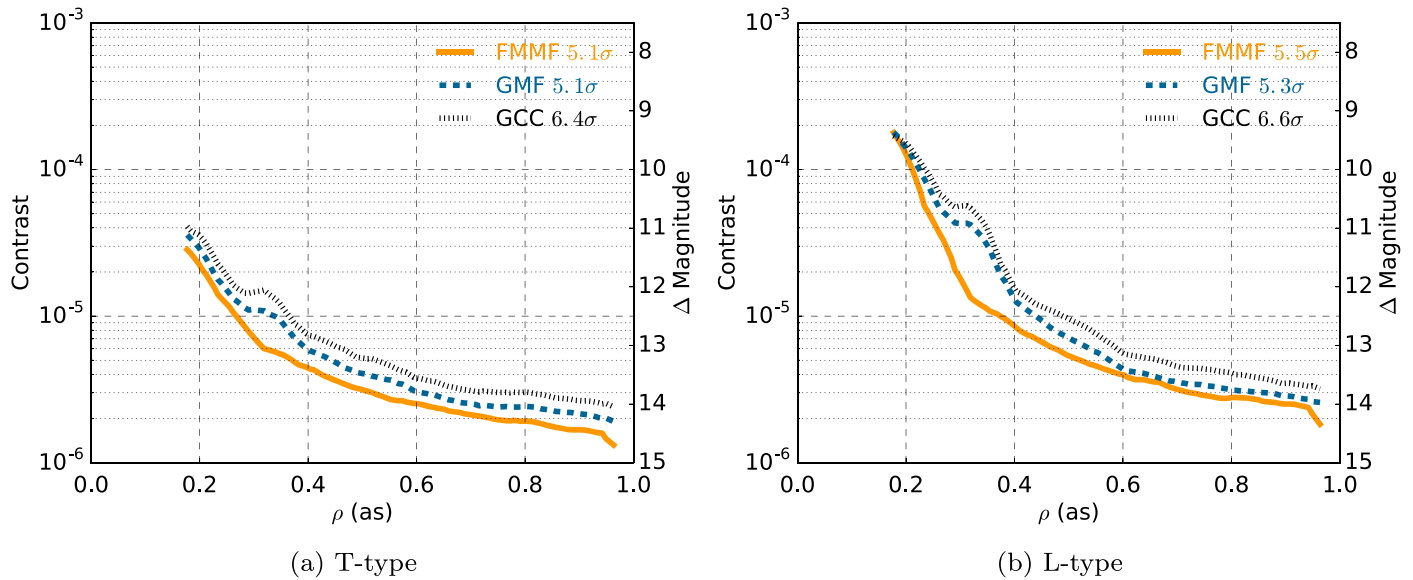 10⁻³
10⁻⁴
10⁻⁵
10⁻⁶
Contrast
0.0 0.2 0.4 0.6 0.8 1.0
ρ (as)
8
9
10
11
12
13
14
15
Δ Magnitude
FMMF 5.1σ
GMF 5.1σ
GCC 6.4σ
(a) T-type
10⁻³
10⁻⁴
10⁻⁵
10⁻⁶
Contrast
0.0 0.2 0.4 0.6 0.8 1.0
ρ (as)
8
9
10
11
12
13
14
15
Δ Magnitude
FMMF 5.5σ
GMF 5.3σ
GCC 6.6σ
(b) L-type